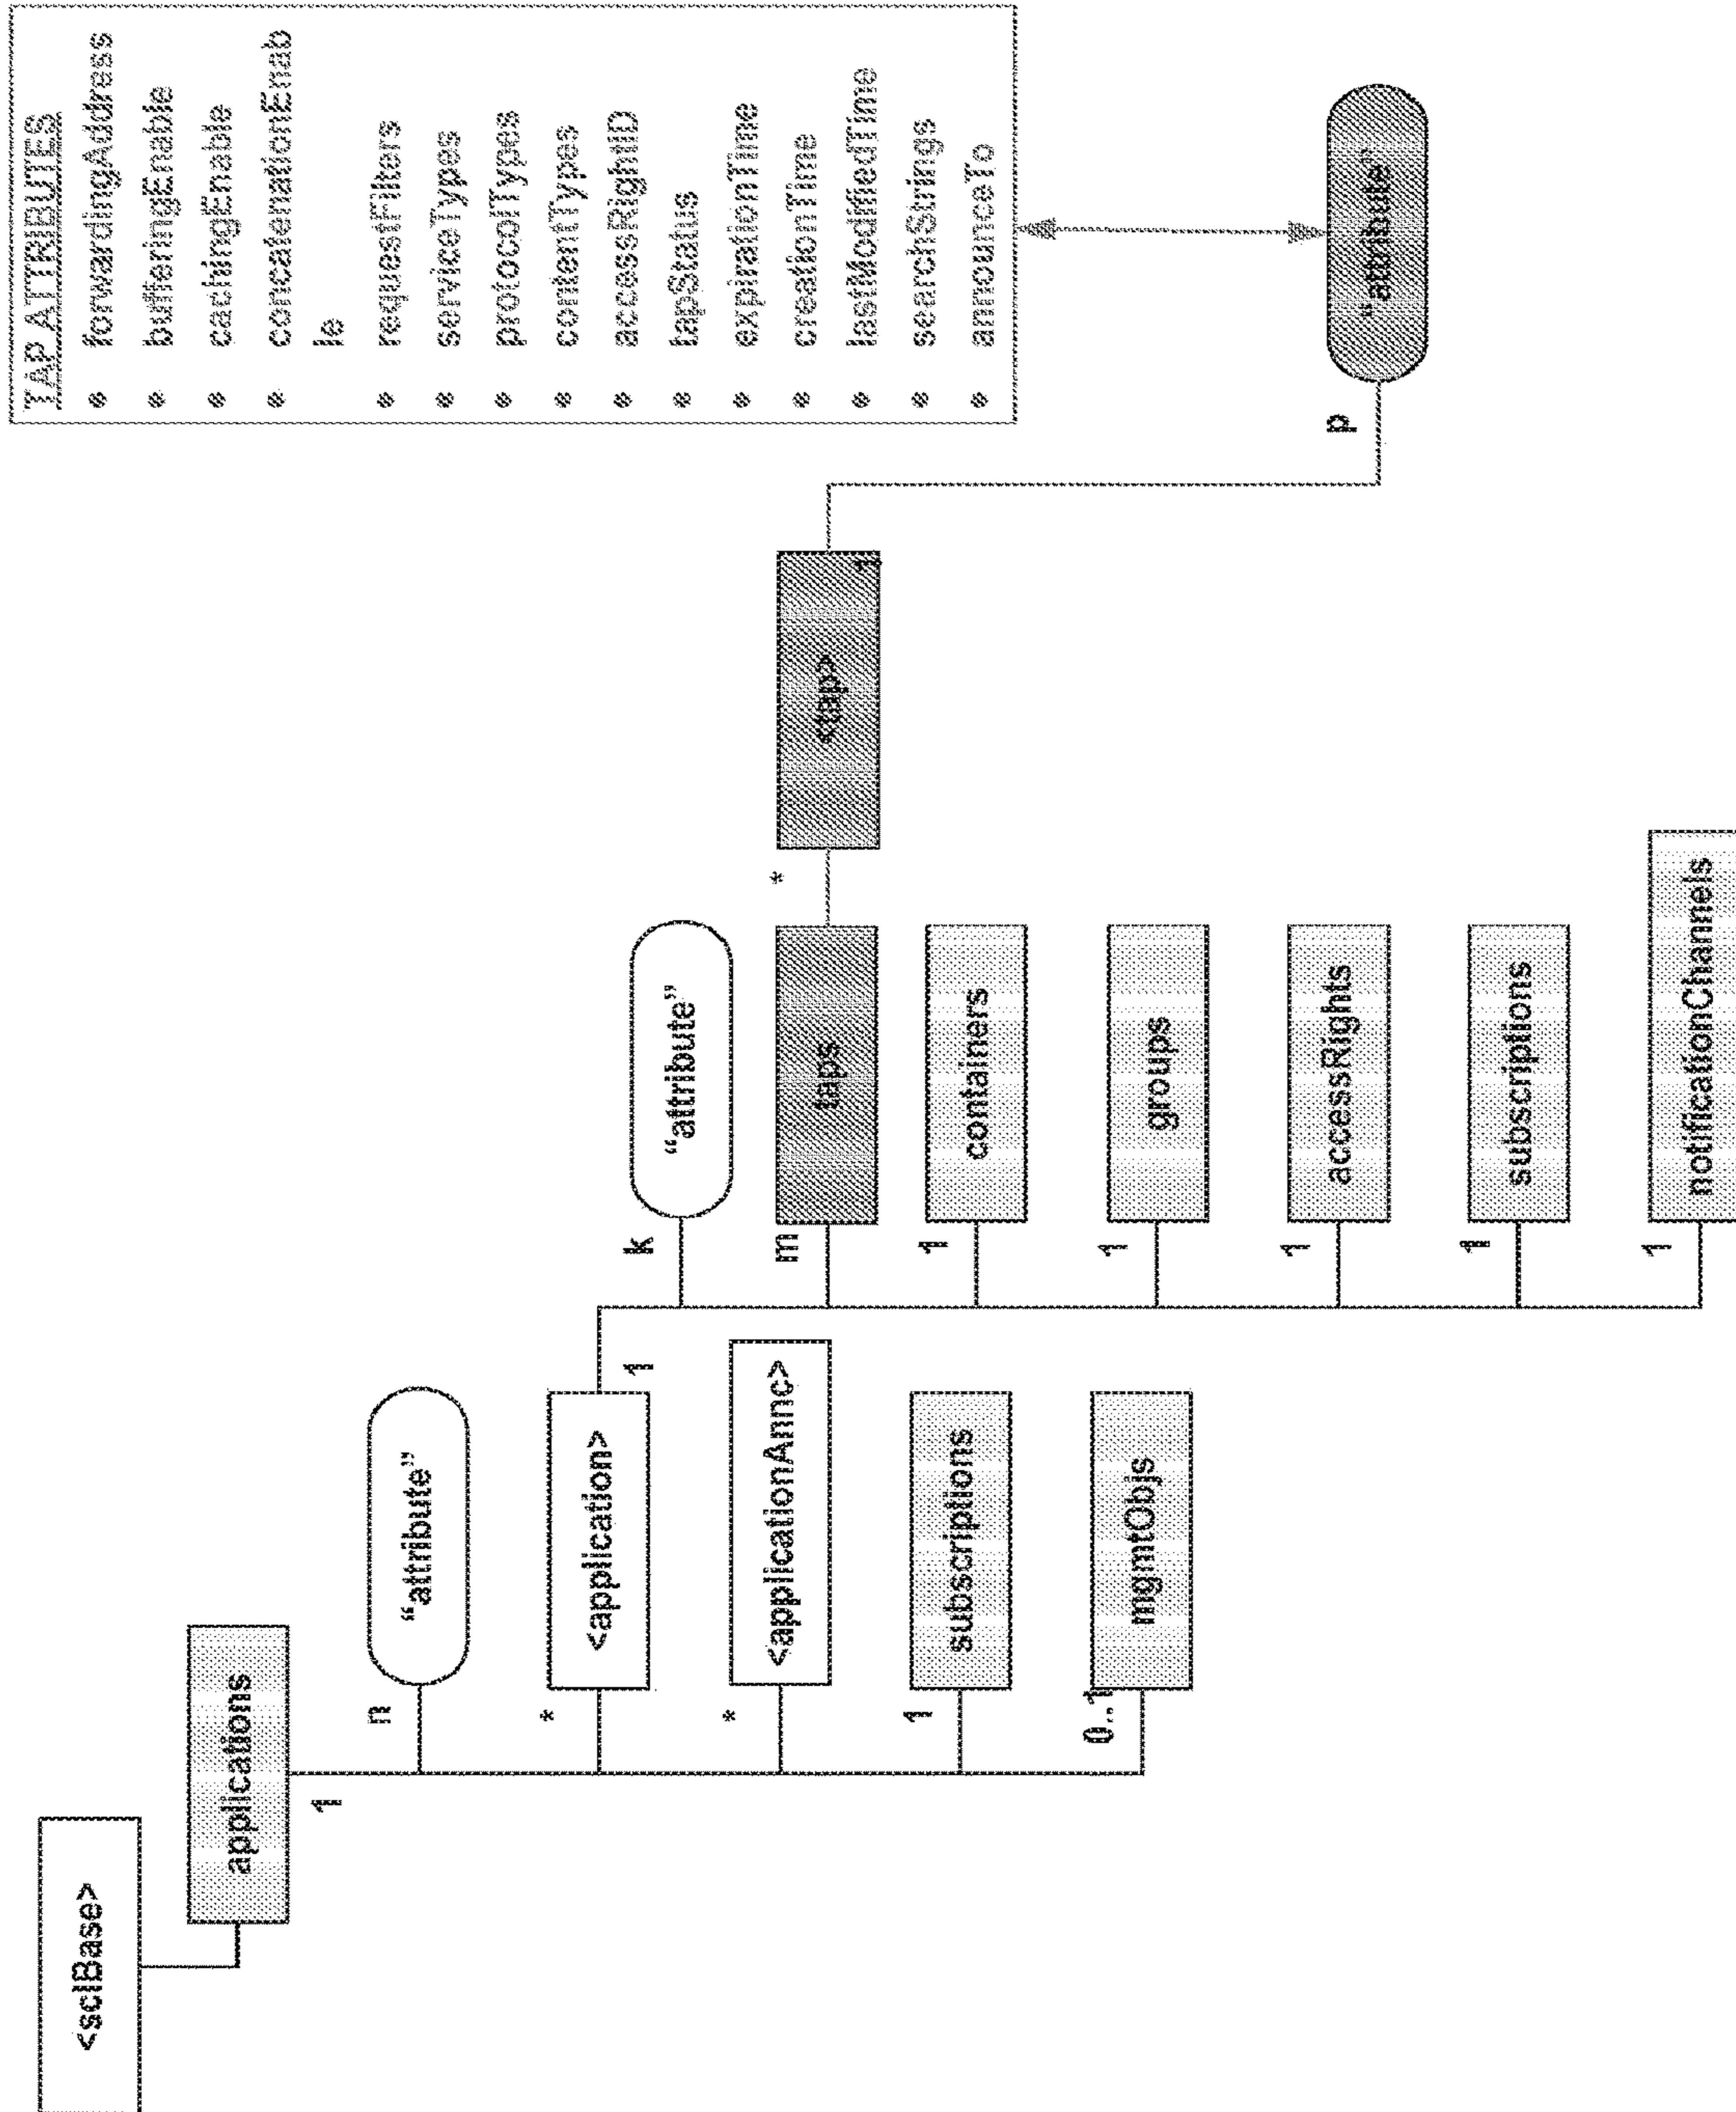 <sclBase>
applications
1
n
"attribute"
*
<application>
1
*
<applicationAnnc>
1
subscriptions
0..1
mgmtObjs
k
“attribute”
m
taps
*
<tap>
1
1
containers
1
groups
1
accessRights
1
subscriptions
1
notificationChannels
p
“attribute”
TAP ATTRIBUTES
• forwardingAddress
• bufferingEnable
• cachingEnable
• concatenationEnab
le
• requestFilters
• serviceTypes
• protocolTypes
• contentTypes
• accessRightID
• tapStatus
• expirationTime
• creationTime
• lastModifiedTime
• searchStrings
• announceTo